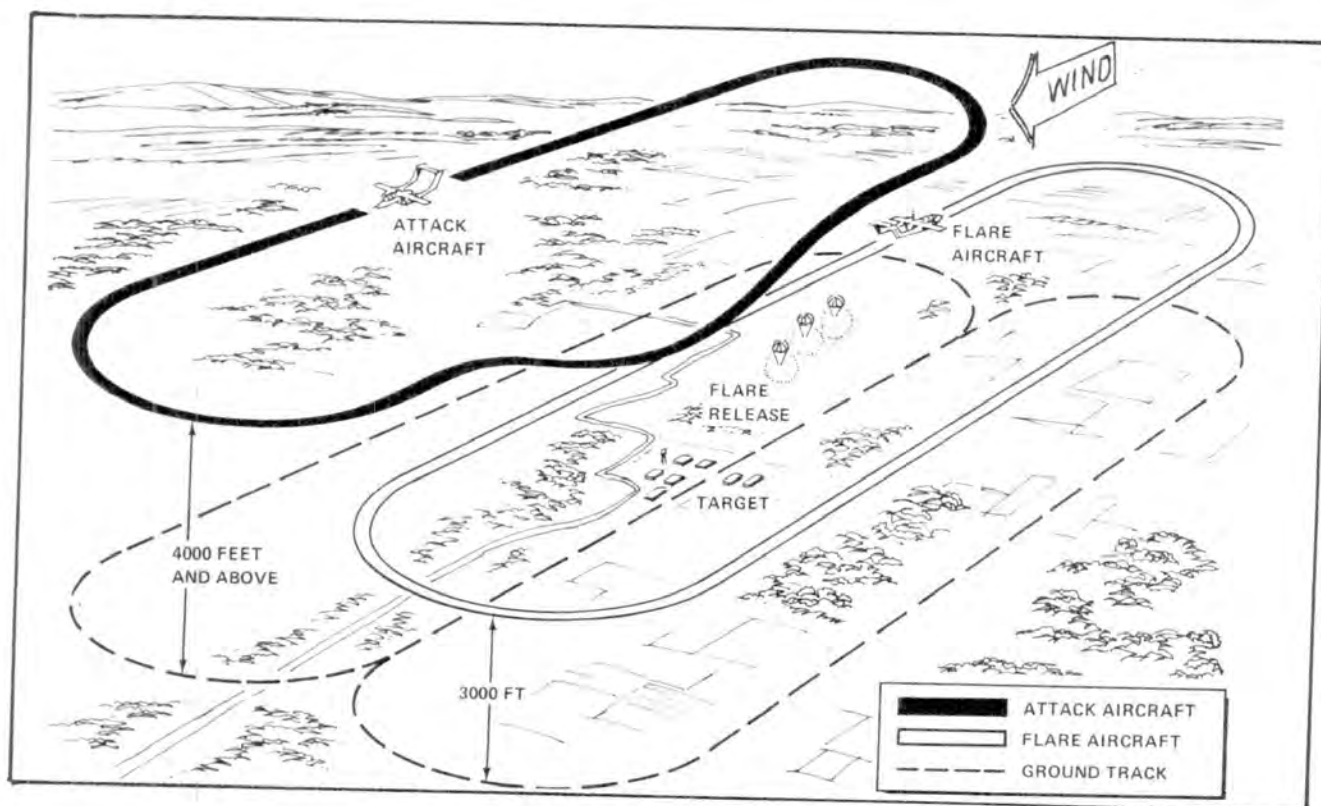 WIND
ATTACK
AIRCRAFT
FLARE
AIRCRAFT
FLARE
RELEASE
TARGET
4000 FEET
AND ABOVE
3000 FT
ATTACK AIRCRAFT
FLARE AIRCRAFT
GROUND TRACK